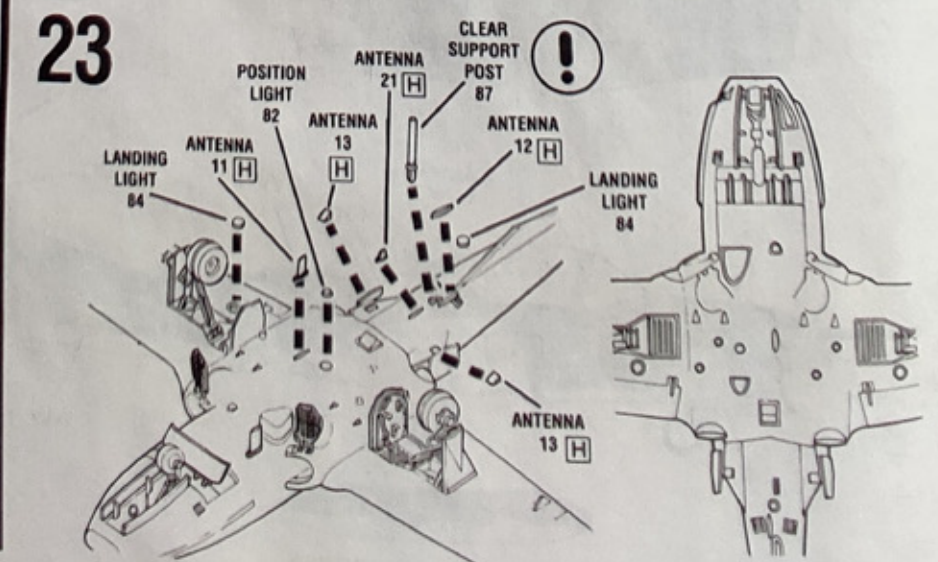 23
CLEAR
SUPPORT
POST
87
!
ANTENNA
21 H
POSITION
LIGHT
82
ANTENNA
13
H
ANTENNA
12 H
ANTENNA
11 H
LANDING
LIGHT
84
LANDING
LIGHT
84
ANTENNA
13 H